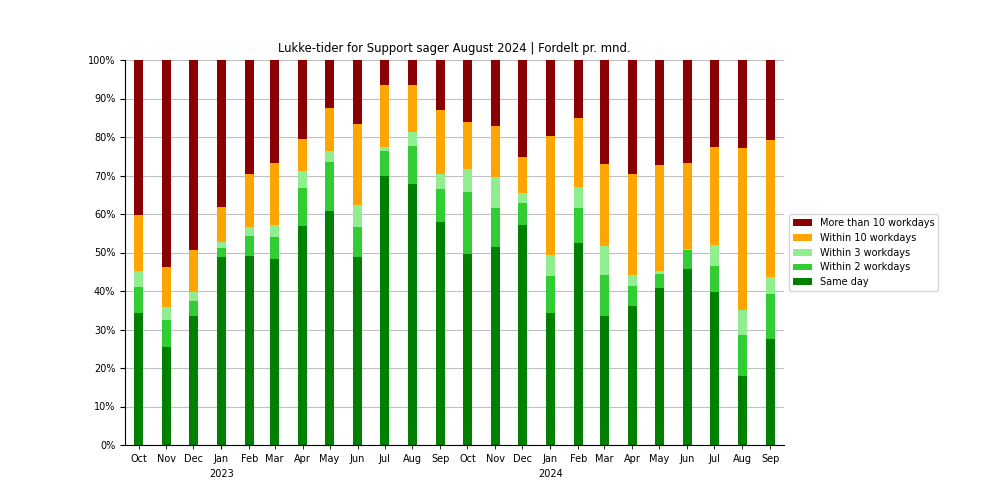 Lukke-tider for Support sager August 2024 | Fordelt pr. mnd.
100%
90%
80%
70%
60%
50%
40%
30%
20%
10%
0%
Oct Nov Dec Jan Feb Mar Apr May Jun Jul Aug Sep Oct Nov Dec Jan Feb Mar Apr May Jun Jul Aug Sep
2023 2024
More than 10 workdays
Within 10 workdays
Within 3 workdays
Within 2 workdays
Same day